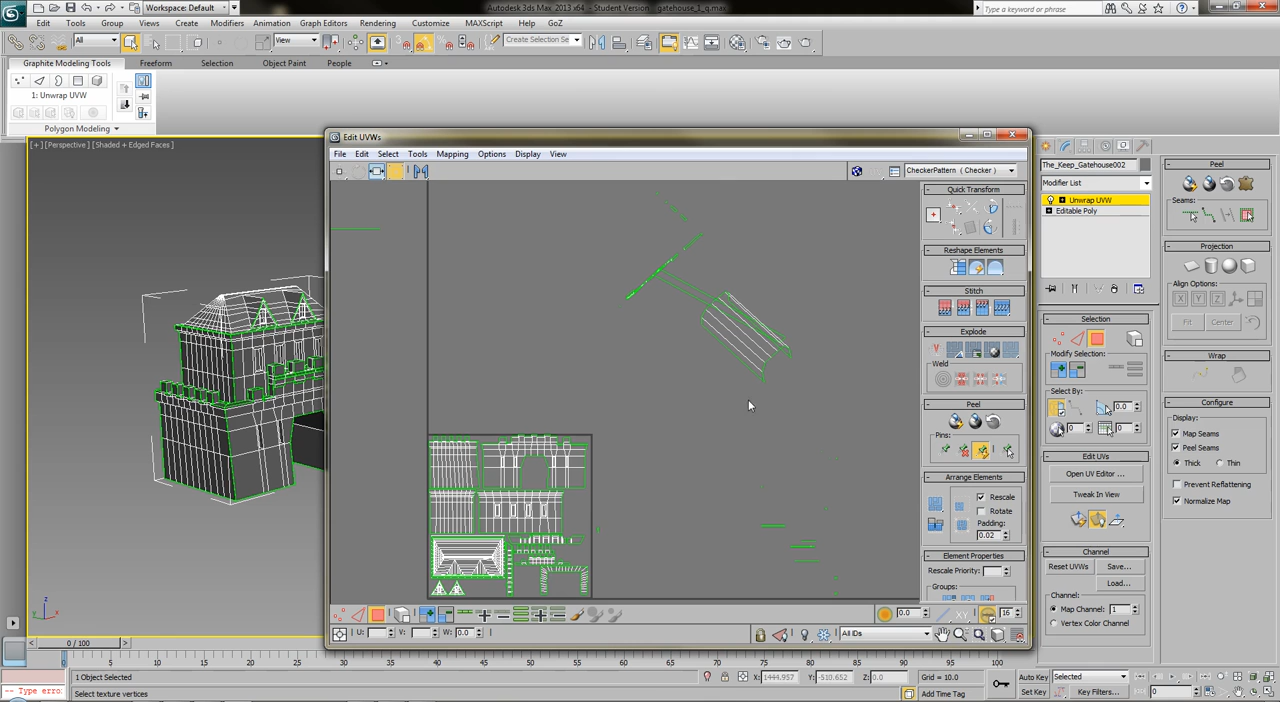 Workspace: Default
Autodesk 3ds Max 2013 - Student Version gatehouse_1_q.max
Type a keyword or phrase
Edit Tools Group Views Create Modifiers Animation Graph Editors Rendering Customize MAXScript Help GoZ
All
View
Create Selection Se
Graphite Modeling Tools Freeform Selection Object Paint People
1: Unwrap UVW
Polygon Modeling
[ + ] [ Perspective ] [ Shaded + Edged Faces ]
Edit UVWs
File Edit Select Tools Mapping Options Display View
CheckerPattern ( Checker )
Quick Transform
Reshape Elements
Stitch
Explode
Weld
Peel
Pins:
Arrange Elements
Rescale
Rotate
Padding:
0.02
Element Properties
Rescale Priority:
Groups:
0.0
XY
16
U: V: W: 0.0
All IDs
The_Keep_Gatehouse002
Modifier List
Unwrap UVW
Editable Poly
Selection
Modify Selection:
Select By:
0.0
0
0
Edit UVs
Open UV Editor ...
Tweak In View
Channel
Reset UVWs Save...
Load...
Channel:
Map Channel: 1
Vertex Color Channel
Peel
Seams:
Projection
Align Options:
X Y Z
Fit Center
Wrap
Configure
Display:
Map Seams
Peel Seams
Thick Thin
Prevent Reflattening
Normalize Map
0 / 100
0 5 10 15 20 25 30 35 40 45 50 55 60 65 70 75 80 85 90 95 100
-- Type erro:
1 Object Selected
Select texture vertices
X: 1444.957 Y: -510.652 Z: 0.0 Grid = 10.0
Add Time Tag
Auto Key Selected
Set Key Key Filters...
0